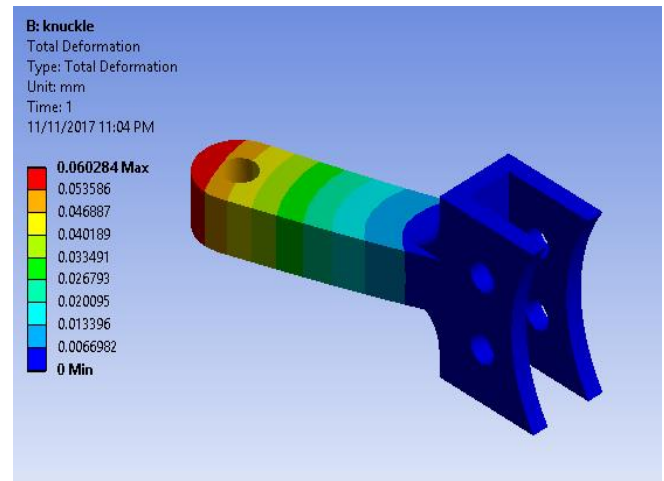 B: knuckle
Total Deformation
Type: Total Deformation
Unit: mm
Time: 1
11/11/2017 11:04 PM
0.060284 Max
0.053586
0.046887
0.040189
0.033491
0.026793
0.020095
0.013396
0.0066982
0 Min